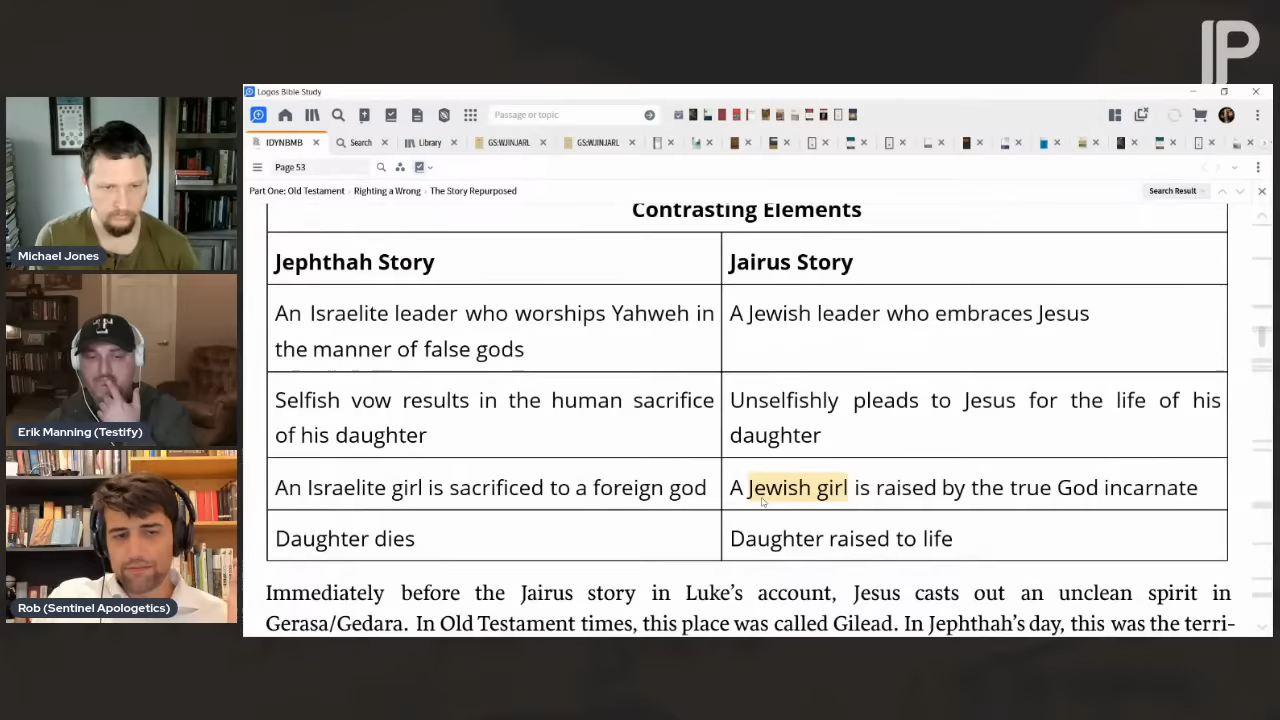 IP
Logos Bible Study
Passage or topic
IDYNBMB
Search
Library
GS:WJINJARL
GS:WJINJARL
Page 53
Part One: Old Testament › Righting a Wrong › The Story Repurposed
Search Result
Contrasting Elements
Jephthah Story
Jairus Story
An Israelite leader who worships Yahweh in
the manner of false gods
A Jewish leader who embraces Jesus
Selfish vow results in the human sacrifice
of his daughter
Unselfishly pleads to Jesus for the life of his
daughter
An Israelite girl is sacrificed to a foreign god
A Jewish girl is raised by the true God incarnate
Daughter dies
Daughter raised to life
Immediately before the Jairus story in Luke’s account, Jesus casts out an unclean spirit in
Gerasa/Gedara. In Old Testament times, this place was called Gilead. In Jephthah’s day, this was the terri-
Michael Jones
Erik Manning (Testify)
Rob (Sentinel Apologetics)